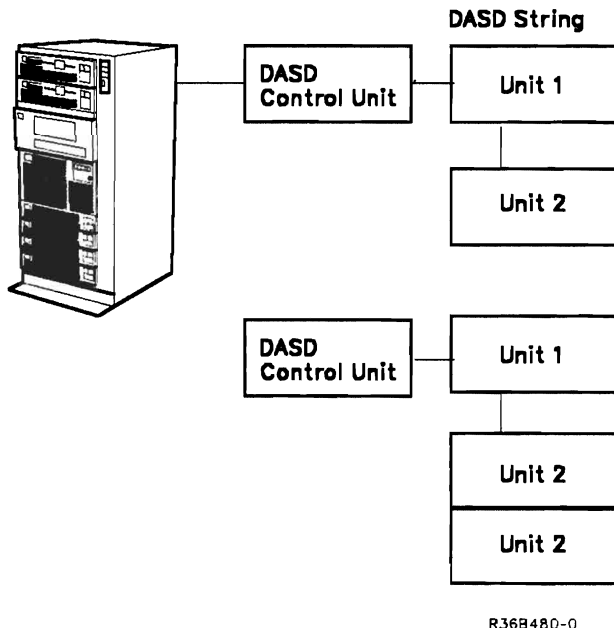 DASD String
DASD
Control Unit
Unit 1
Unit 2
DASD
Control Unit
Unit 1
Unit 2
Unit 2
R36B480-0